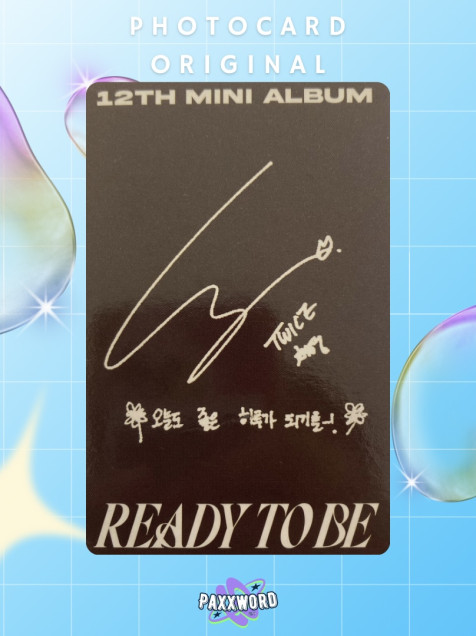 PHOTOCARD
ORIGINAL
12TH MINI ALBUM
TWICE
오늘도 좋은 하루가 되기를~!
READY TO BE
PAXXWORD